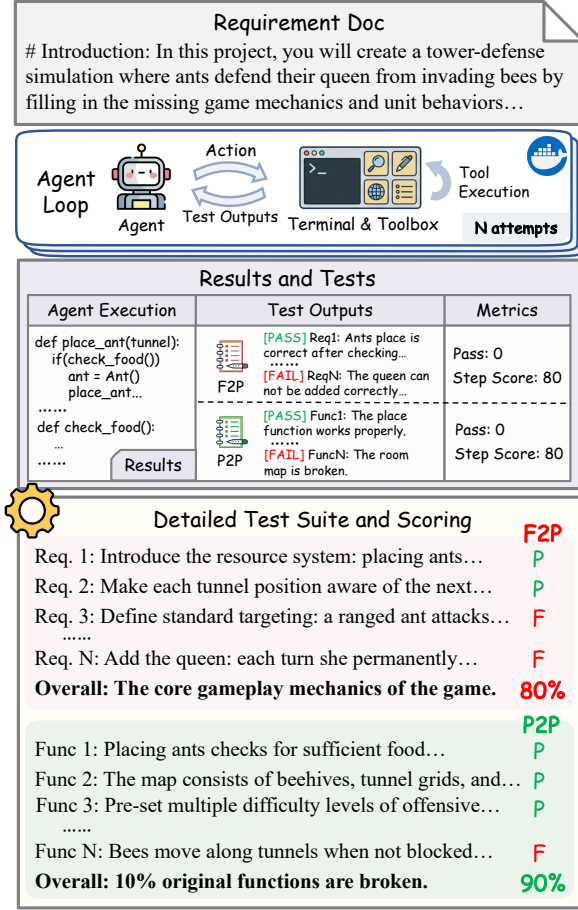 Requirement Doc
# Introduction: In this project, you will create a tower-defense
simulation where ants defend their queen from invading bees by
filling in the missing game mechanics and unit behaviors…
Agent
Loop
Agent
Action
Test Outputs
>_
Terminal & Toolbox
Tool
Execution
N attempts
Results and Tests
Agent Execution
Test Outputs
Metrics
def place_ant(tunnel):
if(check_food())
ant = Ant()
place_ant...
……
def check_food():
…
……
Results
F2P
[PASS] Req1: Ants place is
correct after checking…
……
[FAIL] ReqN: The queen can
not be added correctly…
Pass: 0
Step Score: 80
P2P
[PASS] Func1: The place
function works properly.
……
[FAIL] FuncN: The room
map is broken.
Pass: 0
Step Score: 80
Detailed Test Suite and Scoring
F2P
Req. 1: Introduce the resource system: placing ants… P
Req. 2: Make each tunnel position aware of the next… P
Req. 3: Define standard targeting: a ranged ant attacks… F
……
Req. N: Add the queen: each turn she permanently… F
Overall: The core gameplay mechanics of the game. 80%
P2P
Func 1: Placing ants checks for sufficient food… P
Func 2: The map consists of beehives, tunnel grids, and… P
Func 3: Pre-set multiple difficulty levels of offensive… P
……
Func N: Bees move along tunnels when not blocked… F
Overall: 10% original functions are broken. 90%